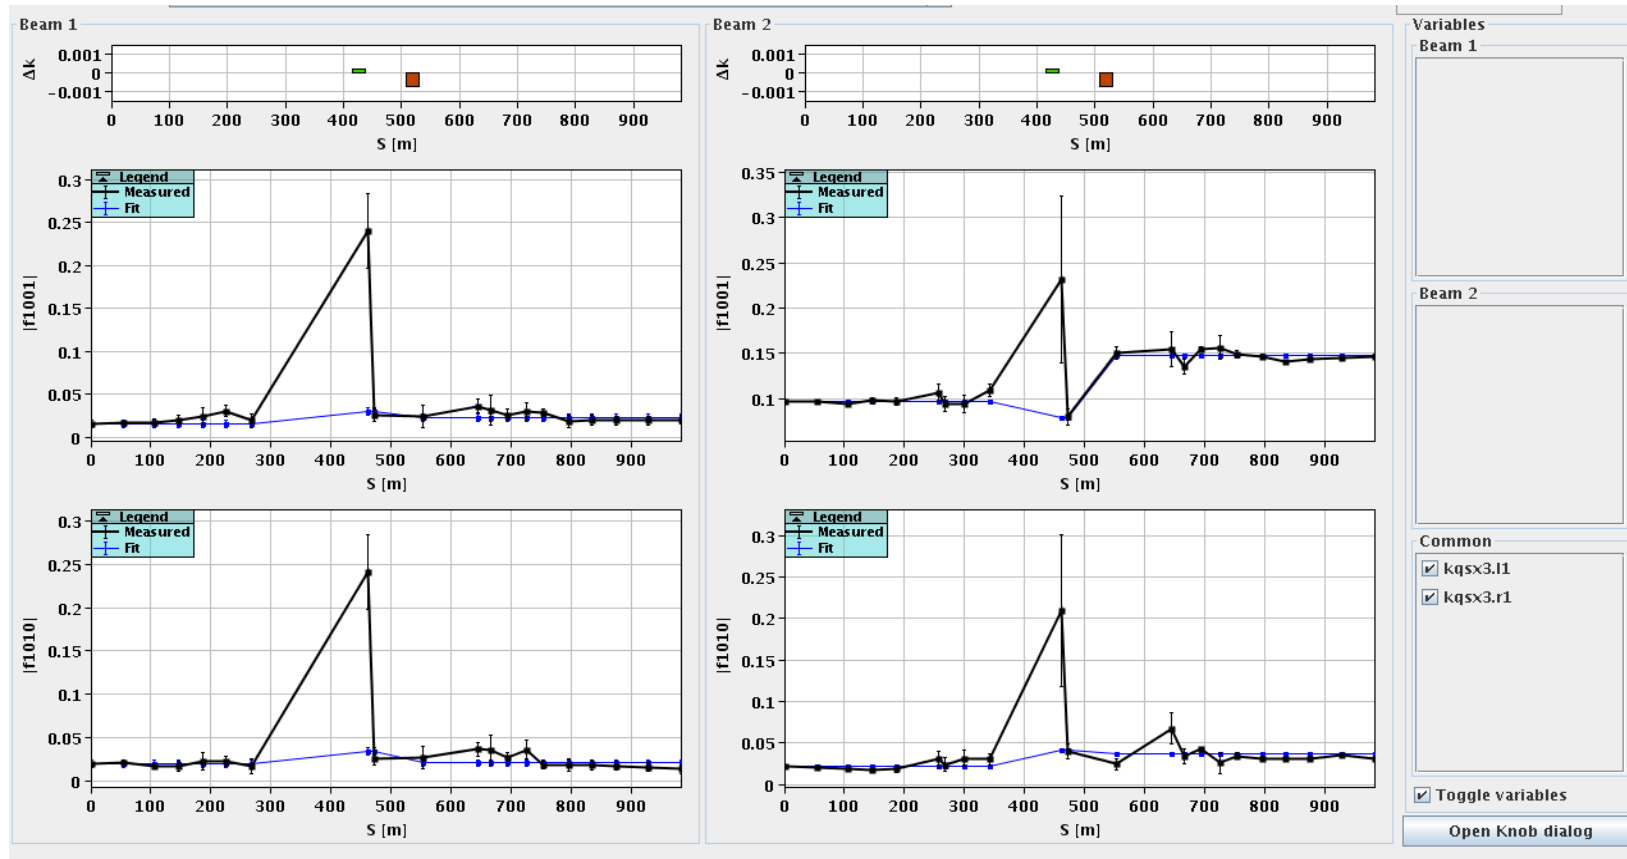 Beam 1
Δk
0.001
0
-0.001
0 100 200 300 400 500 600 700 800 900
S [m]
|f1001|
0.3
0.25
0.2
0.15
0.1
0.05
0
Legend
Measured
Fit
0 100 200 300 400 500 600 700 800 900
S [m]
|f1010|
0.3
0.25
0.2
0.15
0.1
0.05
0
Legend
Measured
Fit
0 100 200 300 400 500 600 700 800 900
S [m]
Beam 2
Δk
0.001
0
-0.001
0 100 200 300 400 500 600 700 800 900
S [m]
|f1001|
0.35
0.3
0.25
0.2
0.15
0.1
Legend
Measured
Fit
0 100 200 300 400 500 600 700 800 900
S [m]
|f1010|
0.3
0.25
0.2
0.15
0.1
0.05
0
Legend
Measured
Fit
0 100 200 300 400 500 600 700 800 900
S [m]
Variables
Beam 1
Beam 2
Common
kqsx3.l1
kqsx3.r1
Toggle variables
Open Knob dialog